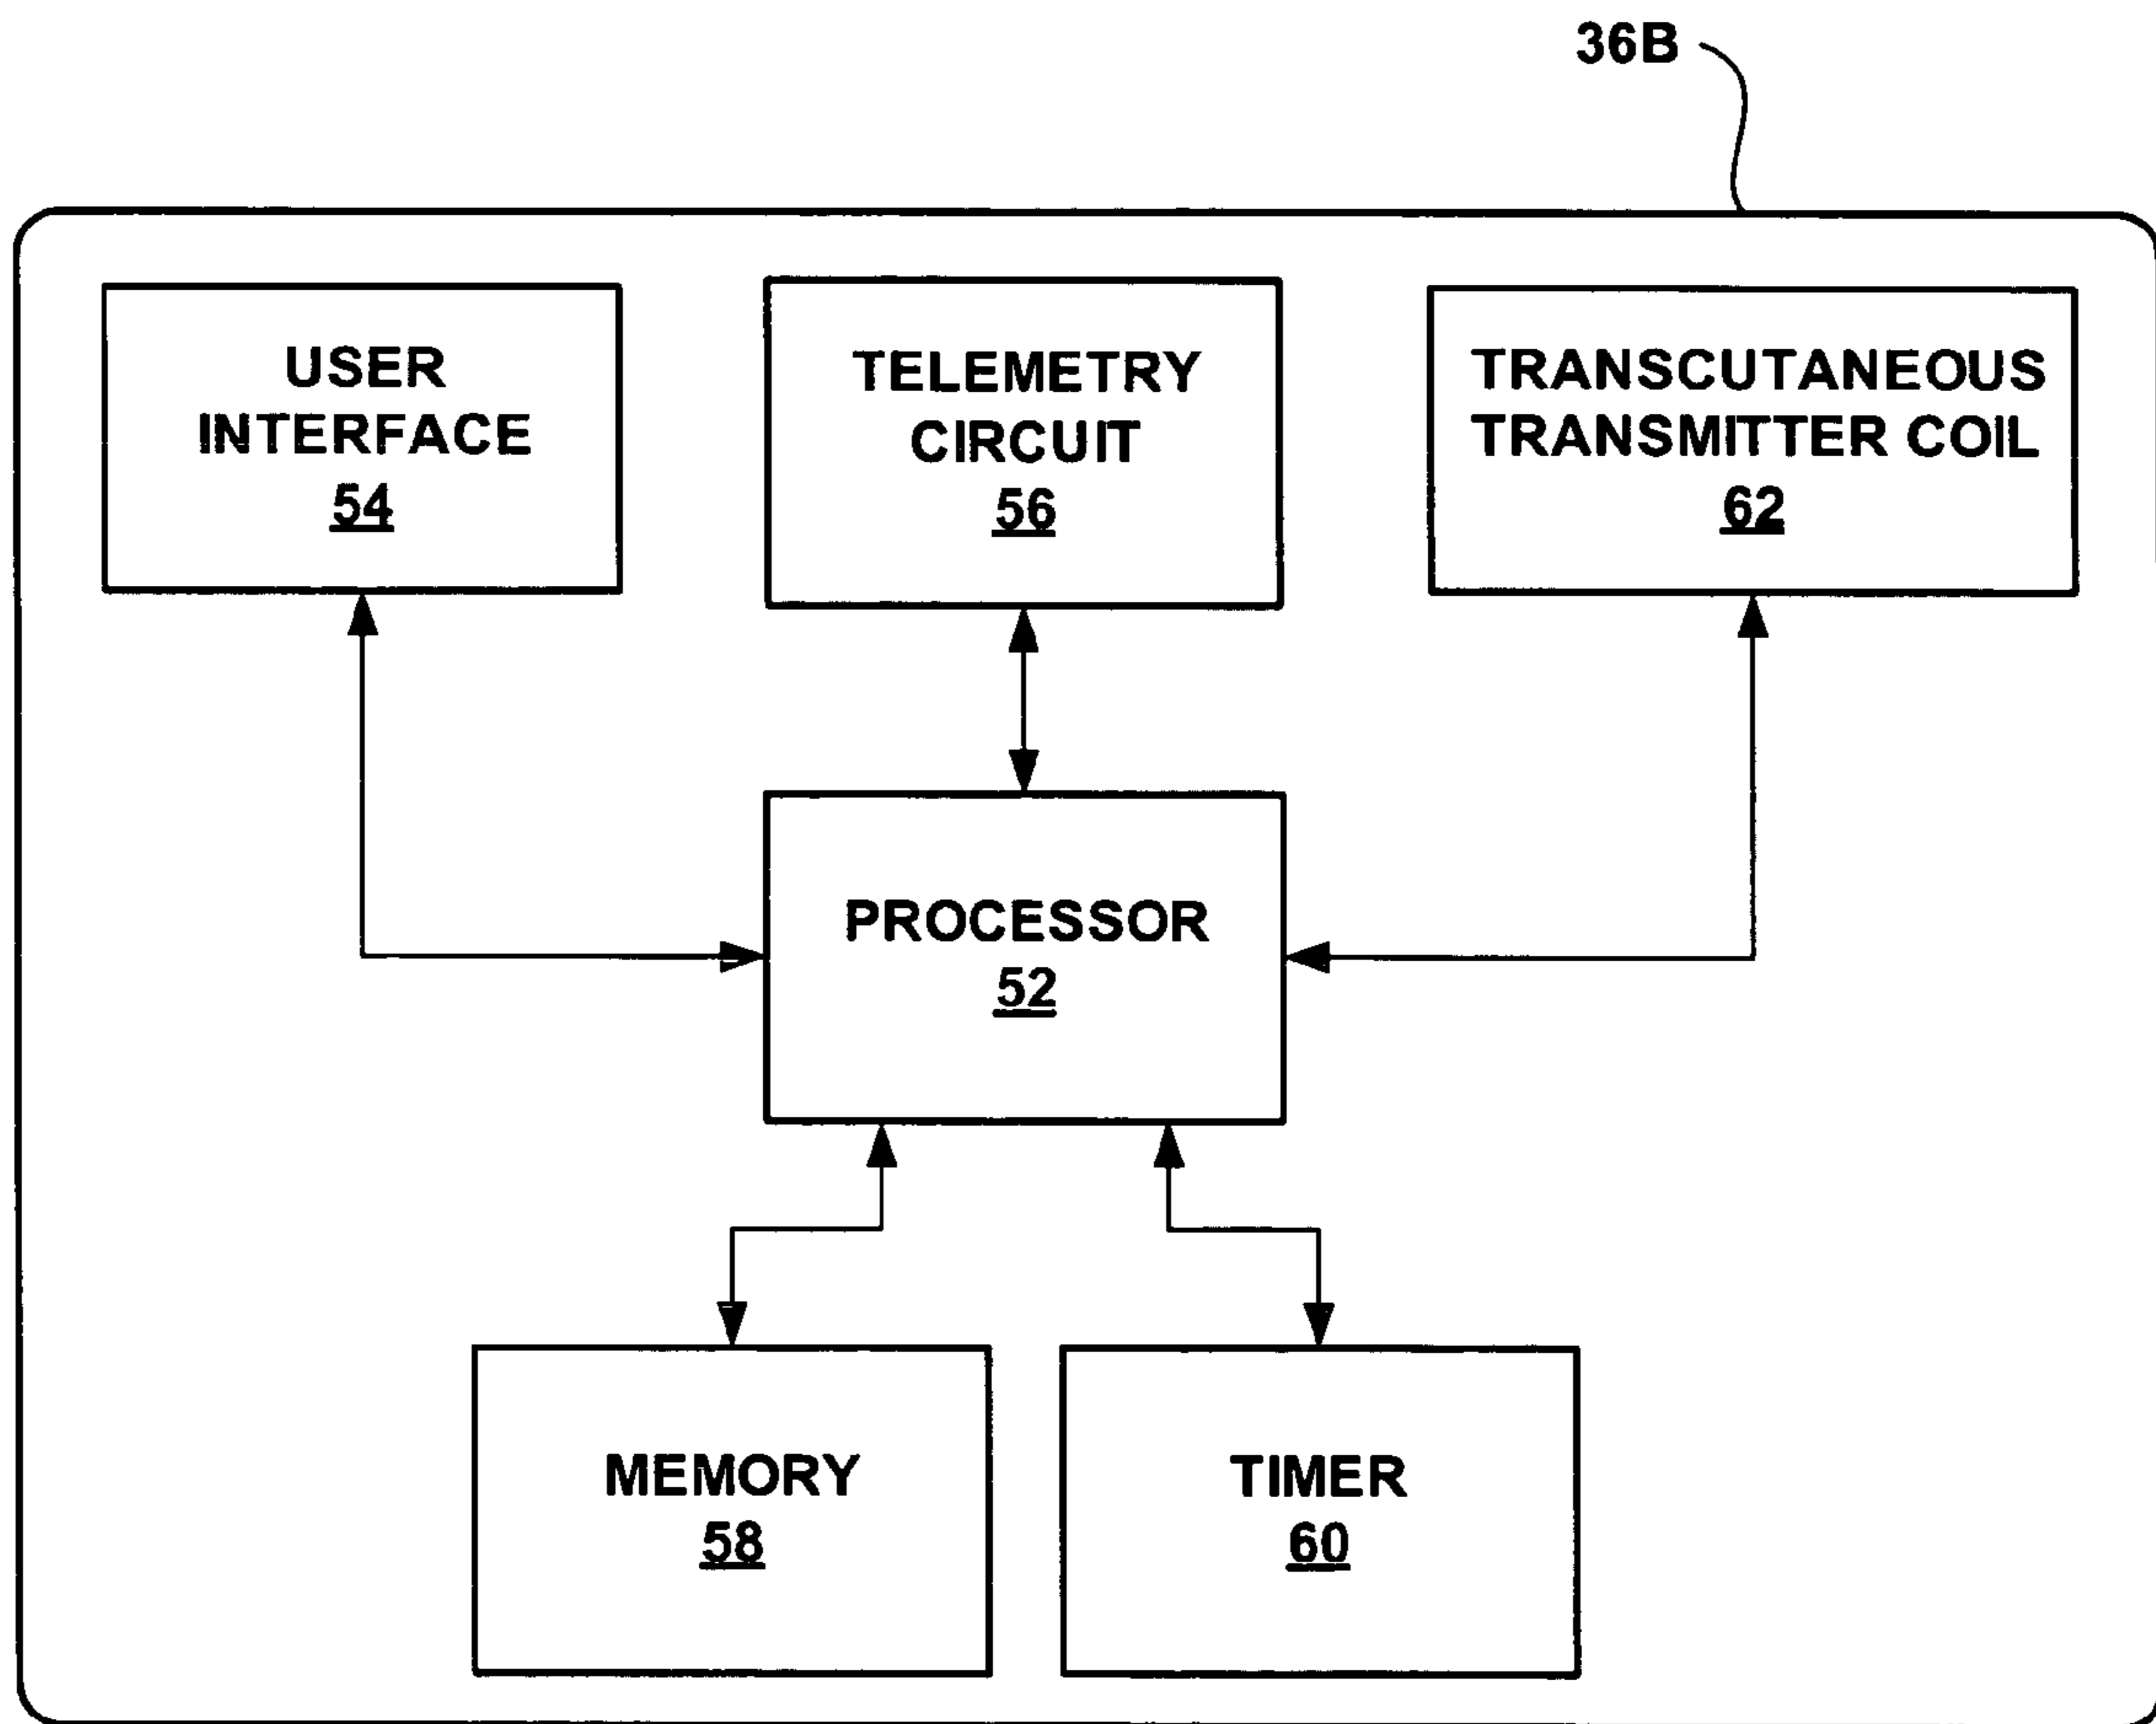 36B
USER
INTERFACE
54
TELEMETRY
CIRCUIT
56
TRANSCUTANEOUS
TRANSMITTER COIL
62
PROCESSOR
52
MEMORY
58
TIMER
60